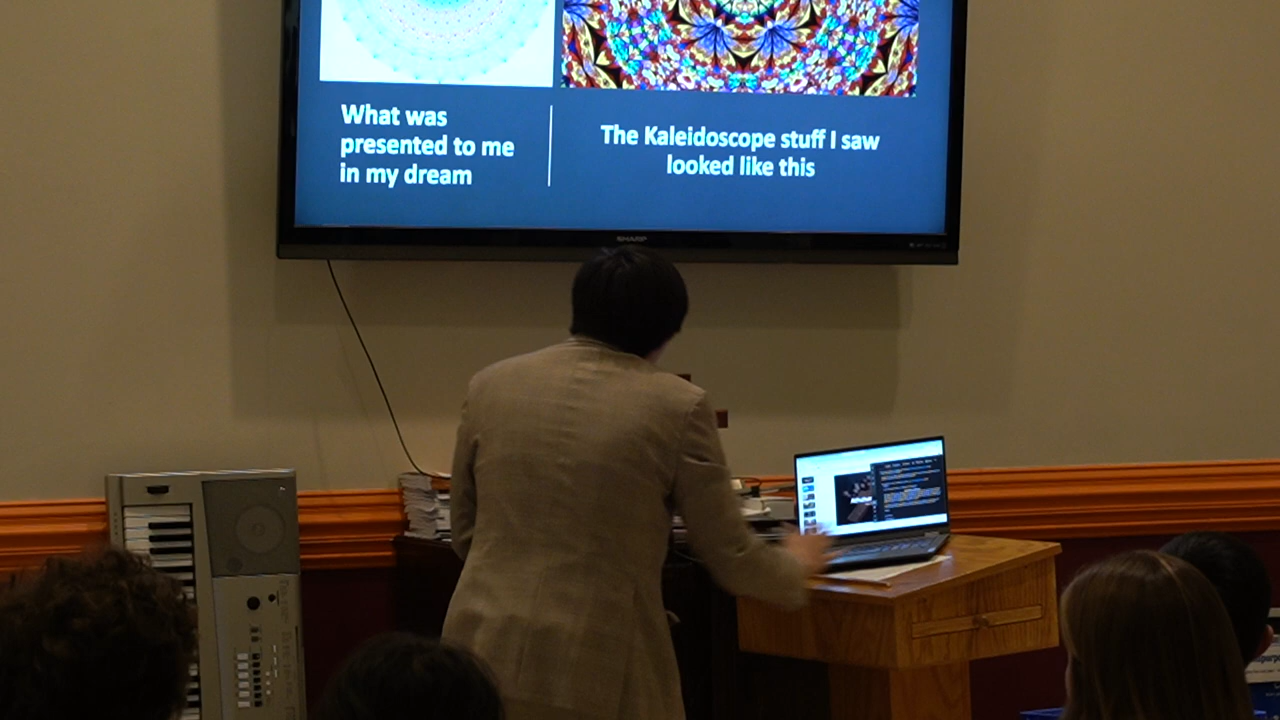 What was
presented to me
in my dream
The Kaleidoscope stuff I saw
looked like this
SHARP